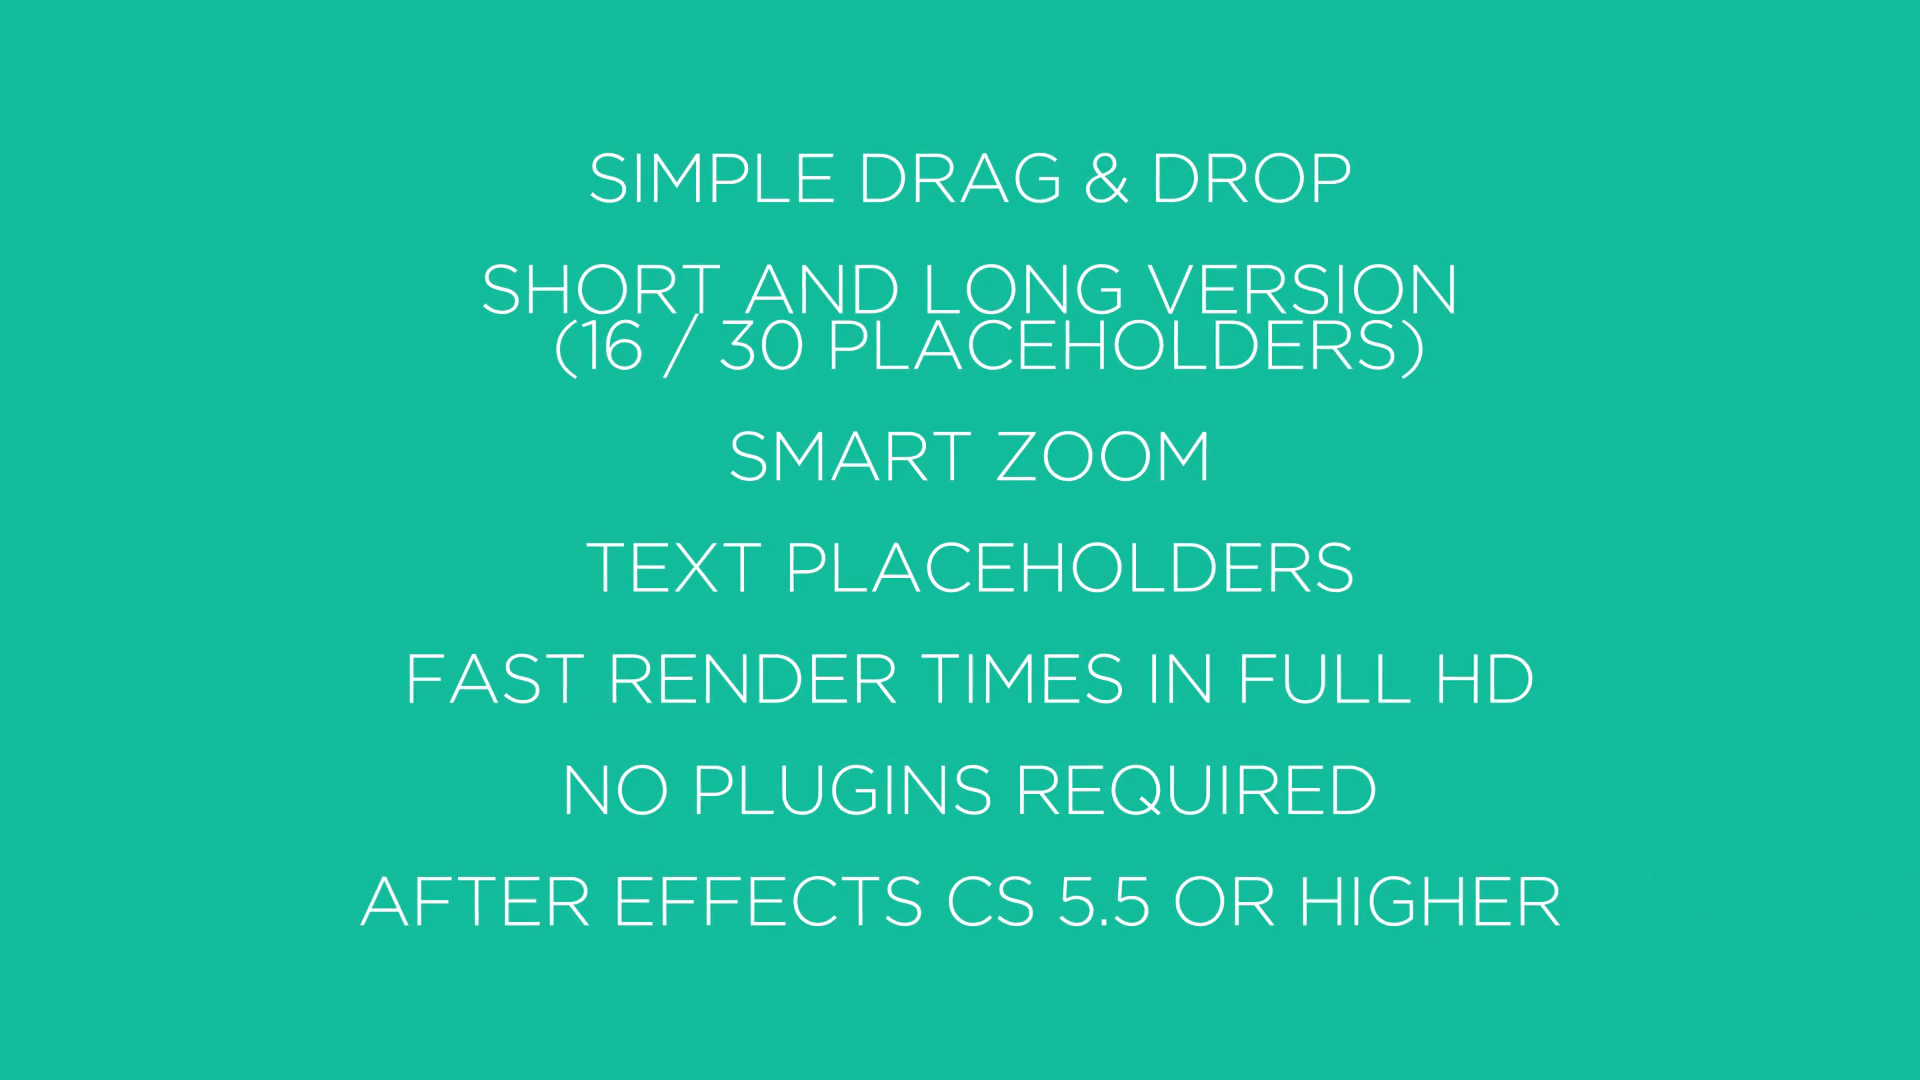 SIMPLE DRAG & DROP
SHORT AND LONG VERSION
(16 / 30 PLACEHOLDERS)
SMART ZOOM
TEXT PLACEHOLDERS
FAST RENDER TIMES IN FULL HD
NO PLUGINS REQUIRED
AFTER EFFECTS CS 5.5 OR HIGHER